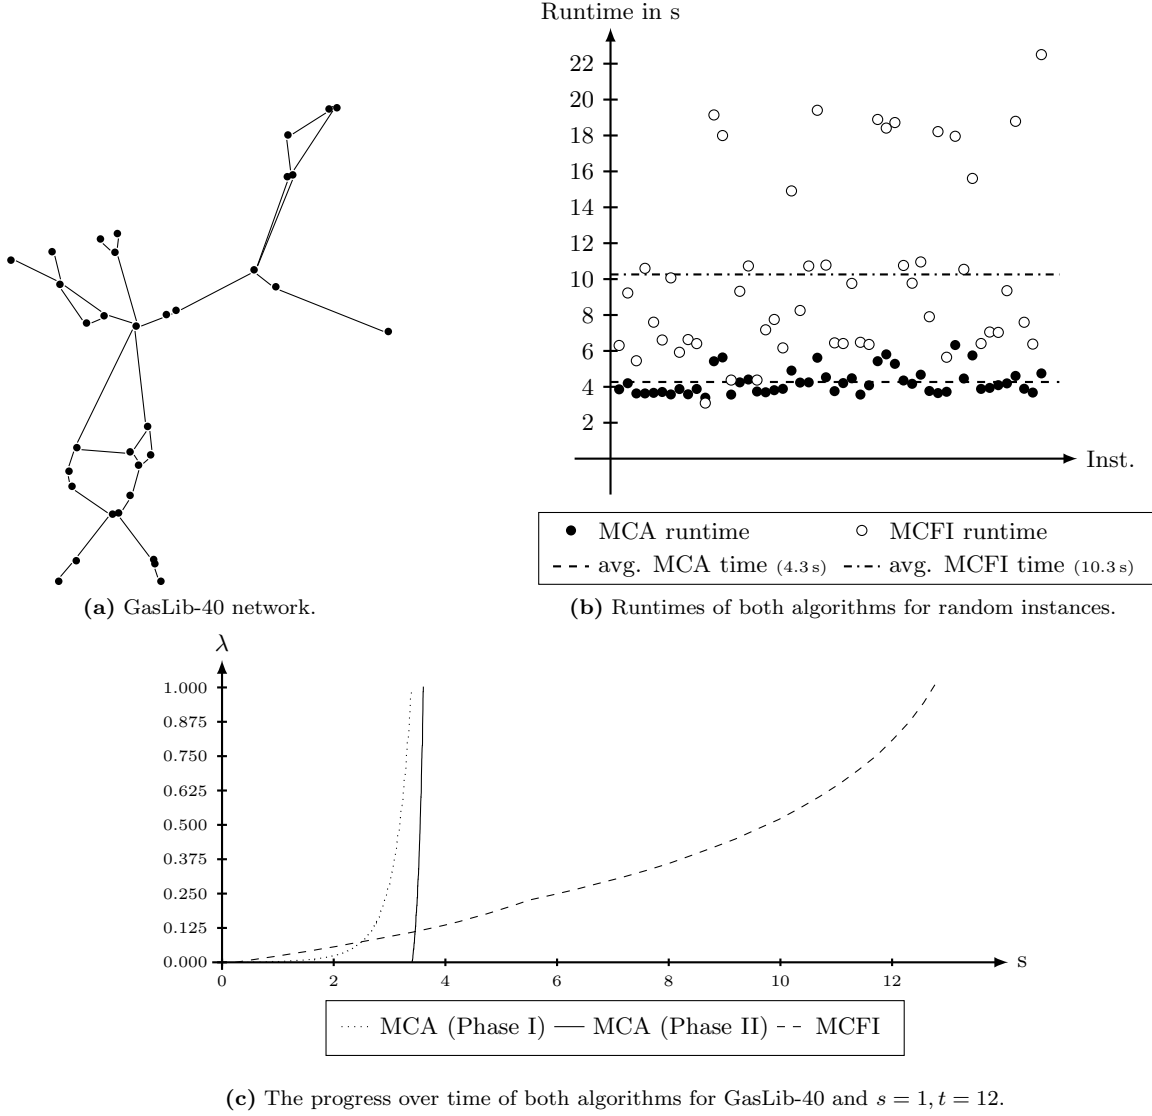 Runtime in s
22
20
18
16
14
12
10
8
6
4
2
Inst.
MCA runtime MCFI runtime
avg. MCA time (4.3 s) avg. MCFI time (10.3 s)
(a) GasLib-40 network.
(b) Runtimes of both algorithms for random instances.
λ
1.000
0.875
0.750
0.625
0.500
0.375
0.250
0.125
0.000
0 2 4 6 8 10 12
s
MCA (Phase I) MCA (Phase II) MCFI
(c) The progress over time of both algorithms for GasLib-40 and s = 1, t = 12.